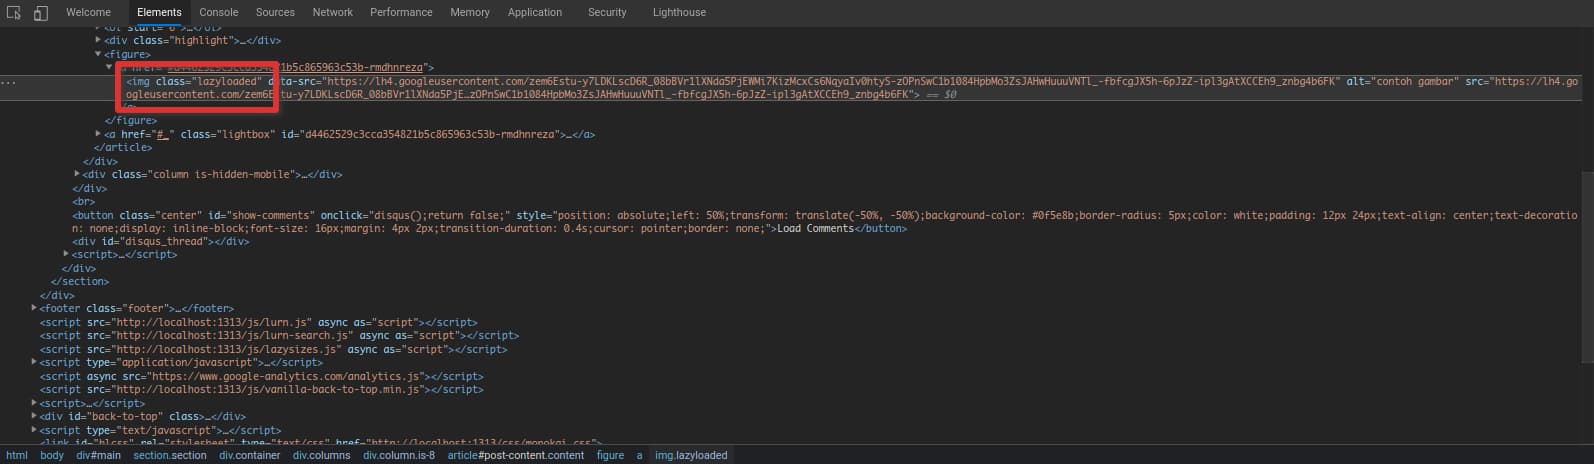 Welcome Elements Console Sources Network Performance Memory Application Security Lighthouse
<div class="highlight">…</div>
<figure>
<img class="lazyloaded" data-src="https://lh4.googleusercontent.com/zem6Estu-y7LDKLscD6R_08bBVr1lXNda5PjEWMi7KizMcxCs6NqyaIv0htyS-zOPnSwC1b1084HpbMo3ZsJAHwHuuuVNTl_-fbfcgJX5h-6pJzZ-ipl3gAtXCCEh9_znbg4b6FK" alt="contoh gambar" src="https://lh4.go
ogleusercontent.com/zem6Estu-y7LDKLscD6R_08bBVr1lXNda5PjE…zOPnSwC1b1084HpbMo3ZsJAHwHuuuVNTl_-fbfcgJX5h-6pJzZ-ipl3gAtXCCEh9_znbg4b6FK"> == $0
</figure>
<a href="#_" class="lightbox" id="d4462529c3cca354821b5c865963c53b-rmdhnreza">…</a>
</article>
</div>
<div class="column is-hidden-mobile">…</div>
</div>
<br>
<button class="center" id="show-comments" onclick="disqus();return false;" style="position: absolute;left: 50%;transform: translate(-50%, -50%);background-color: #0f5e8b;border-radius: 5px;color: white;padding: 12px 24px;text-align: center;text-decoratio
n: none;display: inline-block;font-size: 16px;margin: 4px 2px;transition-duration: 0.4s;cursor: pointer;border: none;">Load Comments</button>
<div id="disqus_thread"></div>
<script>…</script>
</div>
</section>
</div>
<footer class="footer">…</footer>
<script src="http://localhost:1313/js/lurn.js" async as="script"></script>
<script src="http://localhost:1313/js/lurn-search.js" async as="script"></script>
<script src="http://localhost:1313/js/lazysizes.js" async as="script"></script>
<script type="application/javascript">…</script>
<script async src="https://www.google-analytics.com/analytics.js"></script>
<script src="http://localhost:1313/js/vanilla-back-to-top.min.js"></script>
<script>…</script>
<div id="back-to-top" class>…</div>
<script type="text/javascript">…</script>
<link id="hlcss" rel="stylesheet" type="text/css" href="http://localhost:1313/css/monokai.css">
html body div#main section.section div.container div.columns div.column.is-8 article#post-content.content figure a img.lazyloaded